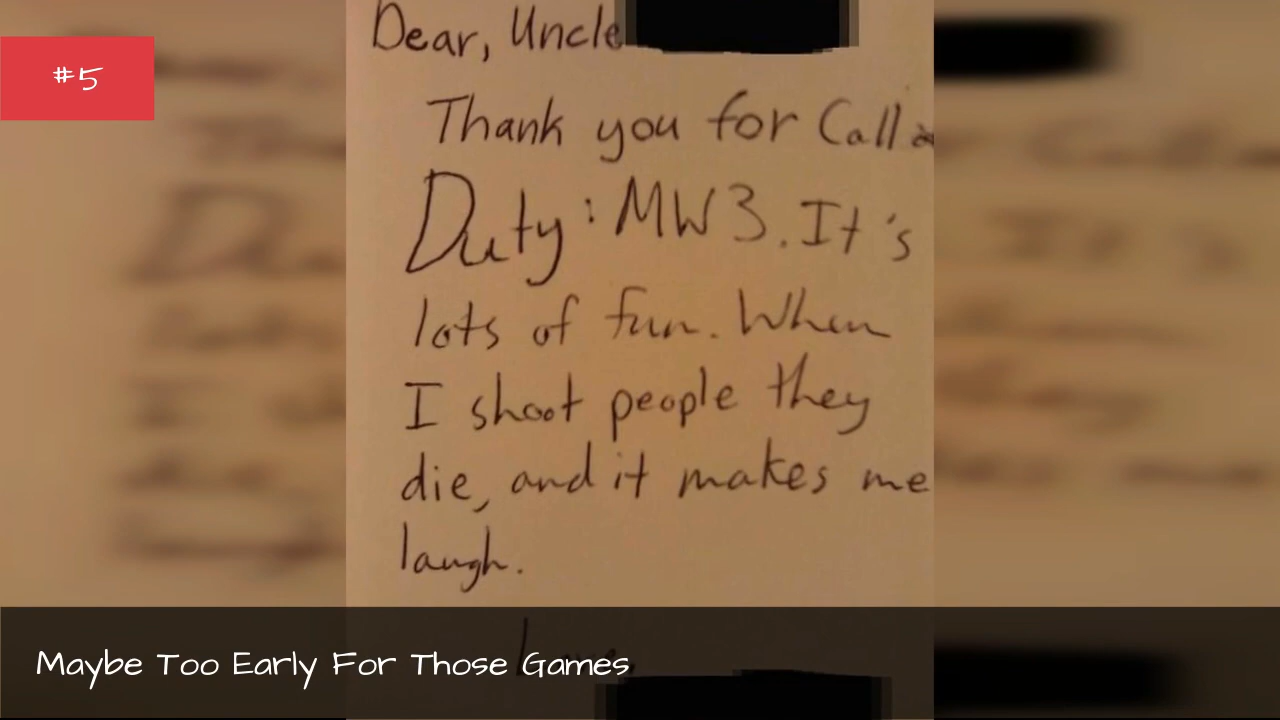 #5
Dear, Uncle
Thank you for Call
Duty: MW3. It's
lots of fun. When
I shoot people they
die, and it makes me
laugh.
Love,
Maybe Too Early For Those Games